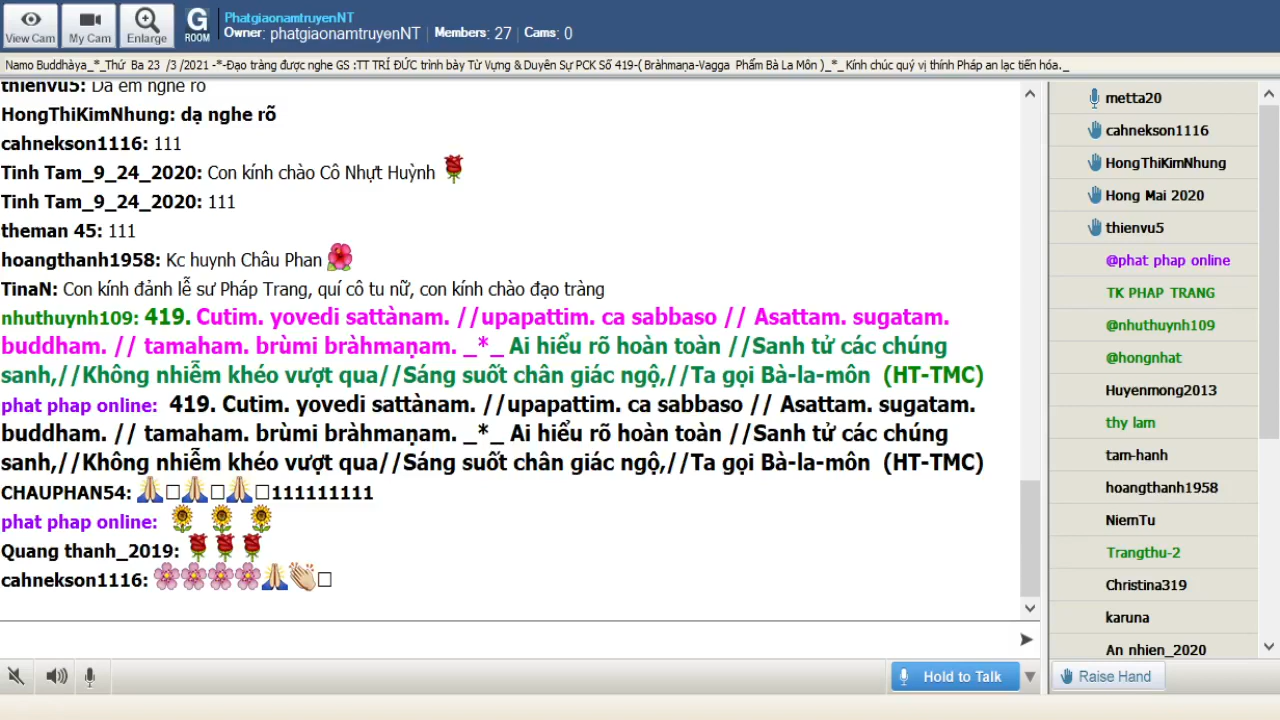 View Cam
My Cam
Enlarge
G
ROOM
PhatgiaonamtruyenNT
Owner: phatgiaonamtruyenNT | Members: 27 | Cams: 0
Namo Buddhàya_*_Thứ Ba 23 /3 /2021 -*-Đạo tràng được nghe GS :TT TRÍ ĐỨC trình bày Từ Vựng & Duyên Sự PCK Số 419-( Bràhmaṇa-Vagga Phẩm Bà La Môn )_*_ Kính chúc quý vị thính Pháp an lạc tiến hóa._
thienvu5: Dạ em nghe rõ
HongThiKimNhung: dạ nghe rõ
cahnekson1116: 111
Tinh Tam_9_24_2020: Con kính chào Cô Nhựt Huỳnh
Tinh Tam_9_24_2020: 111
theman 45: 111
hoangthanh1958: Kc huynh Châu Phan
TinaN: Con kính đảnh lễ sư Pháp Trang, quí cô tu nữ, con kính chào đạo tràng
nhuthuynh109: 419. Cutim. yovedi sattànam. //upapattim. ca sabbaso // Asattam. sugatam.
buddham. // tamaham. brùmi bràhmaṇam. _*_ Ai hiểu rõ hoàn toàn //Sanh tử các chúng
sanh,//Không nhiễm khéo vượt qua//Sáng suốt chân giác ngộ,//Ta gọi Bà-la-môn (HT-TMC)
phat phap online: 419. Cutim. yovedi sattànam. //upapattim. ca sabbaso // Asattam. sugatam.
buddham. // tamaham. brùmi bràhmaṇam. _*_ Ai hiểu rõ hoàn toàn //Sanh tử các chúng
sanh,//Không nhiễm khéo vượt qua//Sáng suốt chân giác ngộ,//Ta gọi Bà-la-môn (HT-TMC)
CHAUPHAN54: 🙏□🙏□🙏□111111111
phat phap online:
Quang thanh_2019:
cahnekson1116:
Hold to Talk
metta20
cahnekson1116
HongThiKimNhung
Hong Mai 2020
thienvu5
@phat phap online
TK PHAP TRANG
@nhuthuynh109
@hongnhat
Huyenmong2013
thy lam
tam-hanh
hoangthanh1958
NiemTu
Trangthu-2
Christina319
karuna
An nhien_2020
Raise Hand